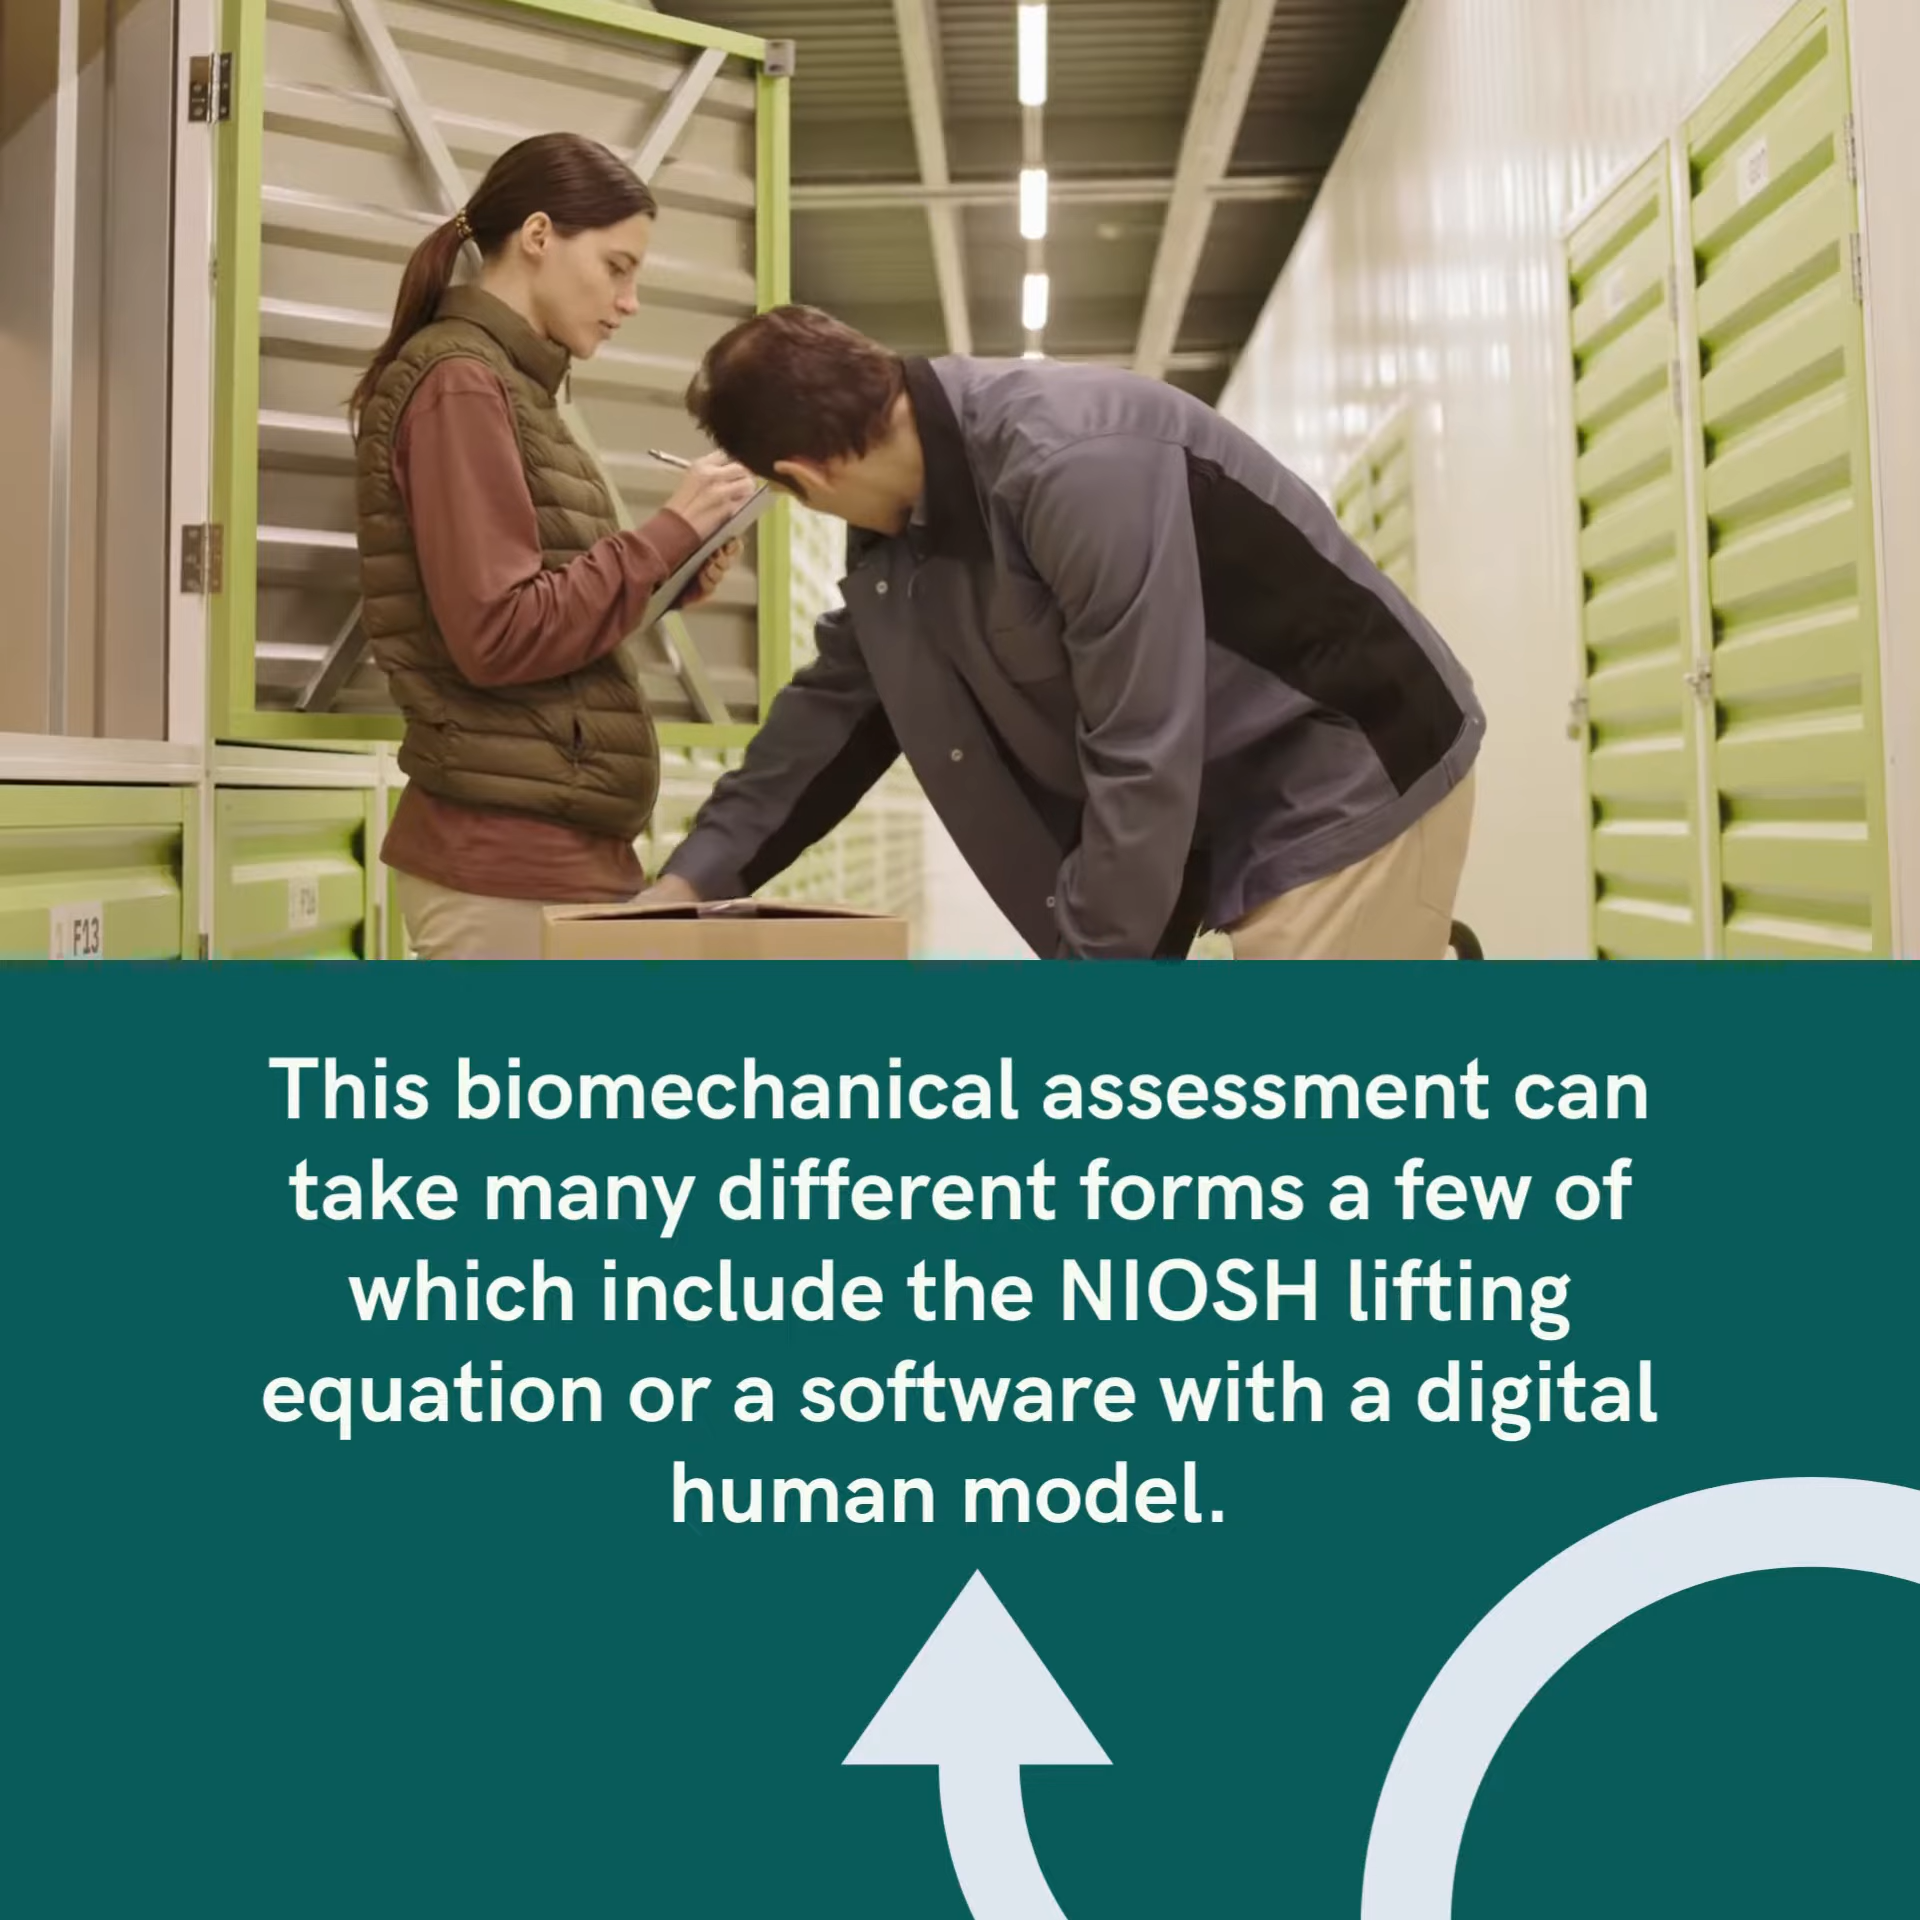 F13
F16
This biomechanical assessment can
take many different forms a few of
which include the NIOSH lifting
equation or a software with a digital
human model.